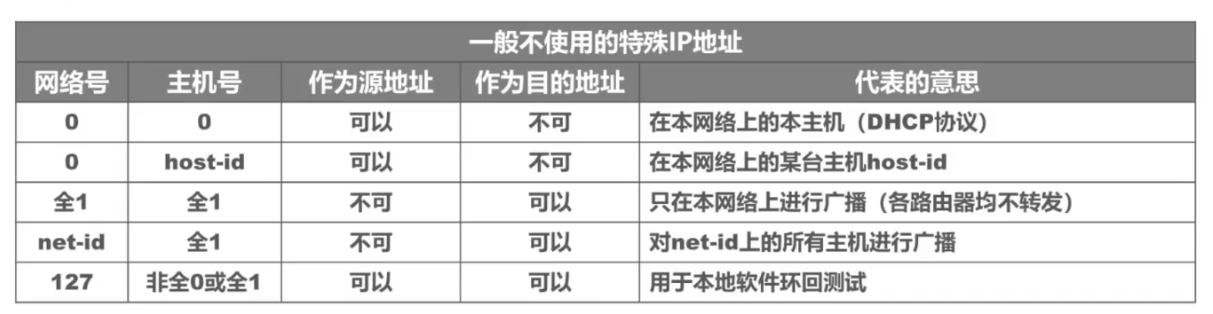 一般不使用的特殊IP地址
网络号 主机号 作为源地址 作为目的地址 代表的意思
0 0 可以 不可 在本网络上的本主机（DHCP协议）
0 host-id 可以 不可 在本网络上的某台主机host-id
全1 全1 不可 可以 只在本网络上进行广播（各路由器均不转发）
net-id 全1 不可 可以 对net-id上的所有主机进行广播
127 非全0或全1 可以 可以 用于本地软件环回测试